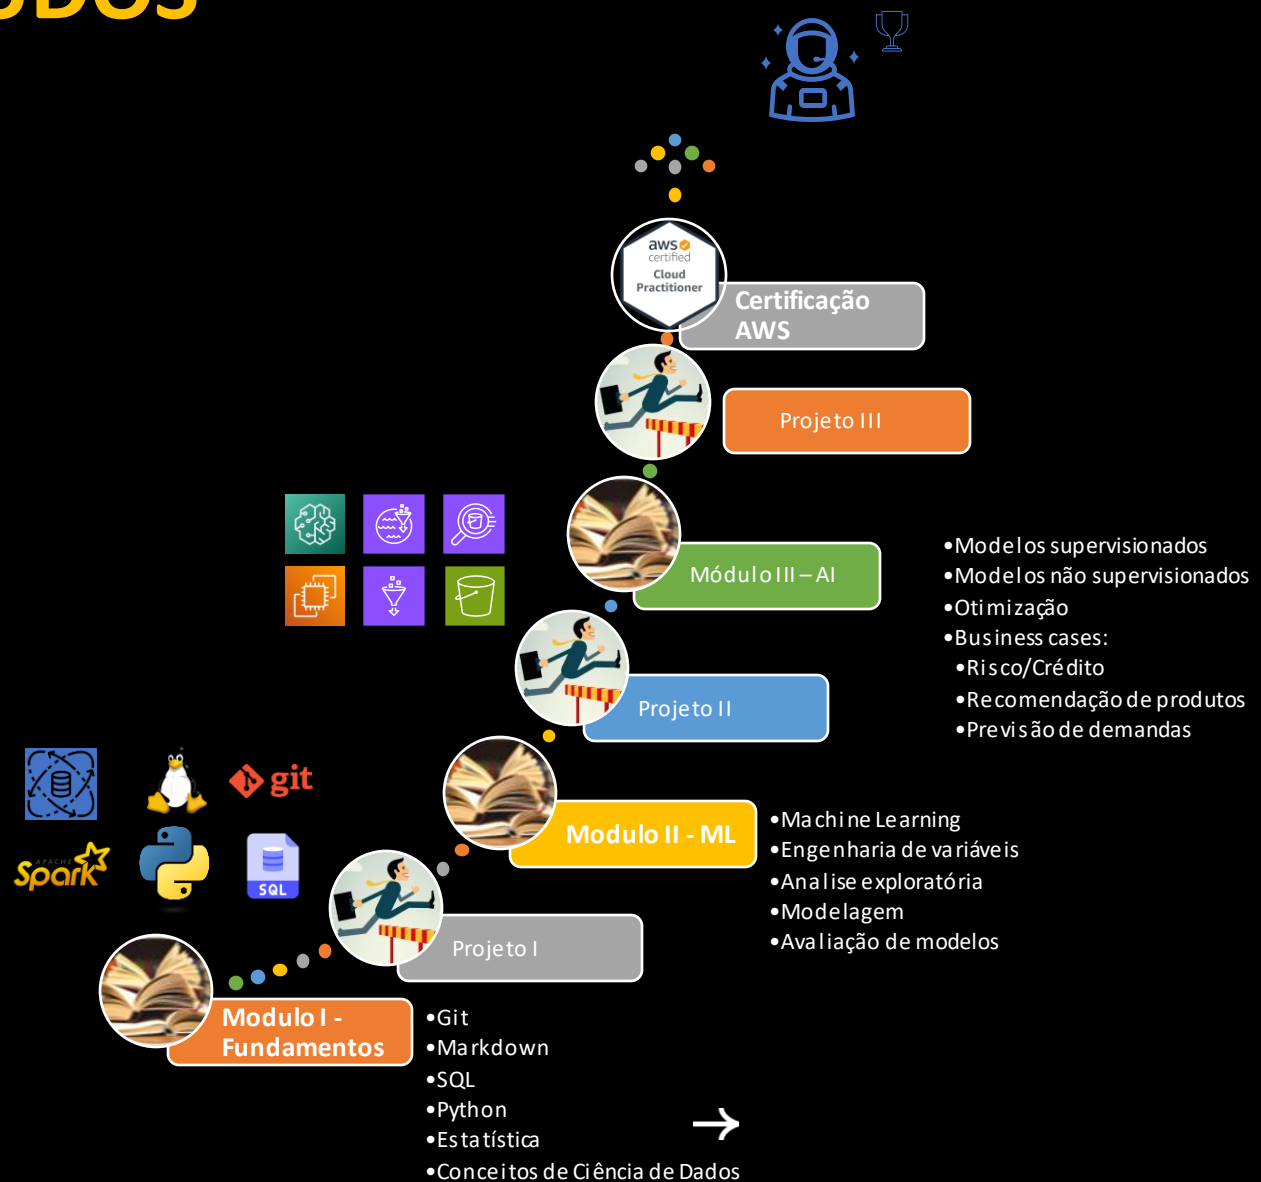 aws
certified
Cloud
Practitioner
Certificação
AWS
Projeto III
Módulo III – AI
•Modelos supervisionados
•Modelos não supervisionados
•Otimização
•Business cases:
•Risco/Crédito
•Recomendação de produtos
•Previsão de demandas
Projeto II
git
APACHE
Spark
SQL
Modulo II - ML
•Machine Learning
•Engenharia de variáveis
•Analise exploratória
•Modelagem
•Avaliação de modelos
Projeto I
Modulo I -
Fundamentos
•Git
•Markdown
•SQL
•Python
•Estatística
•Conceitos de Ciência de Dados